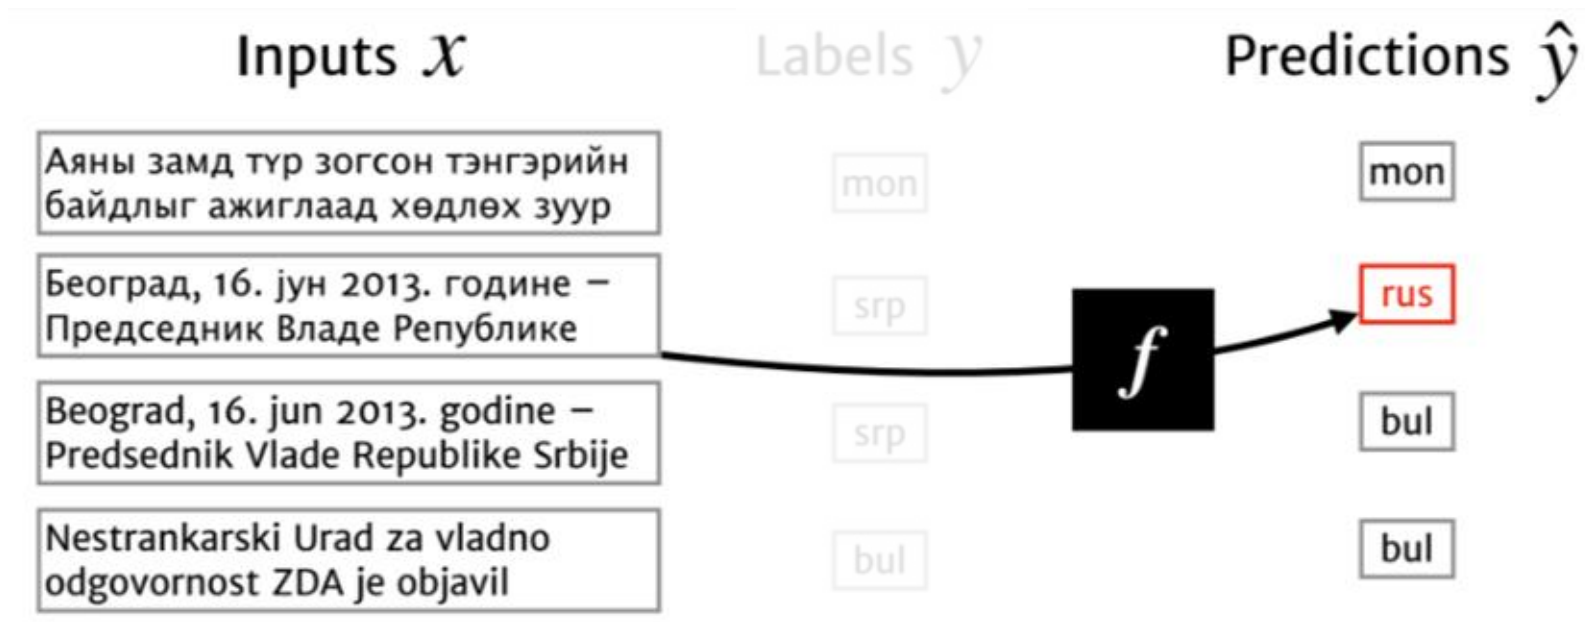 Inputs x
Labels y
Predictions ŷ
Аяны замд түр зогсон тэнгэрийн
байдлыг ажиглаад хөдлөх зуур
mon
mon
Београд, 16. јун 2013. године –
Председник Владе Републике
srp
f
rus
Beograd, 16. jun 2013. godine –
Predsednik Vlade Republike Srbije
srp
bul
Nestrankarski Urad za vladno
odgovornost ZDA je objavil
bul
bul